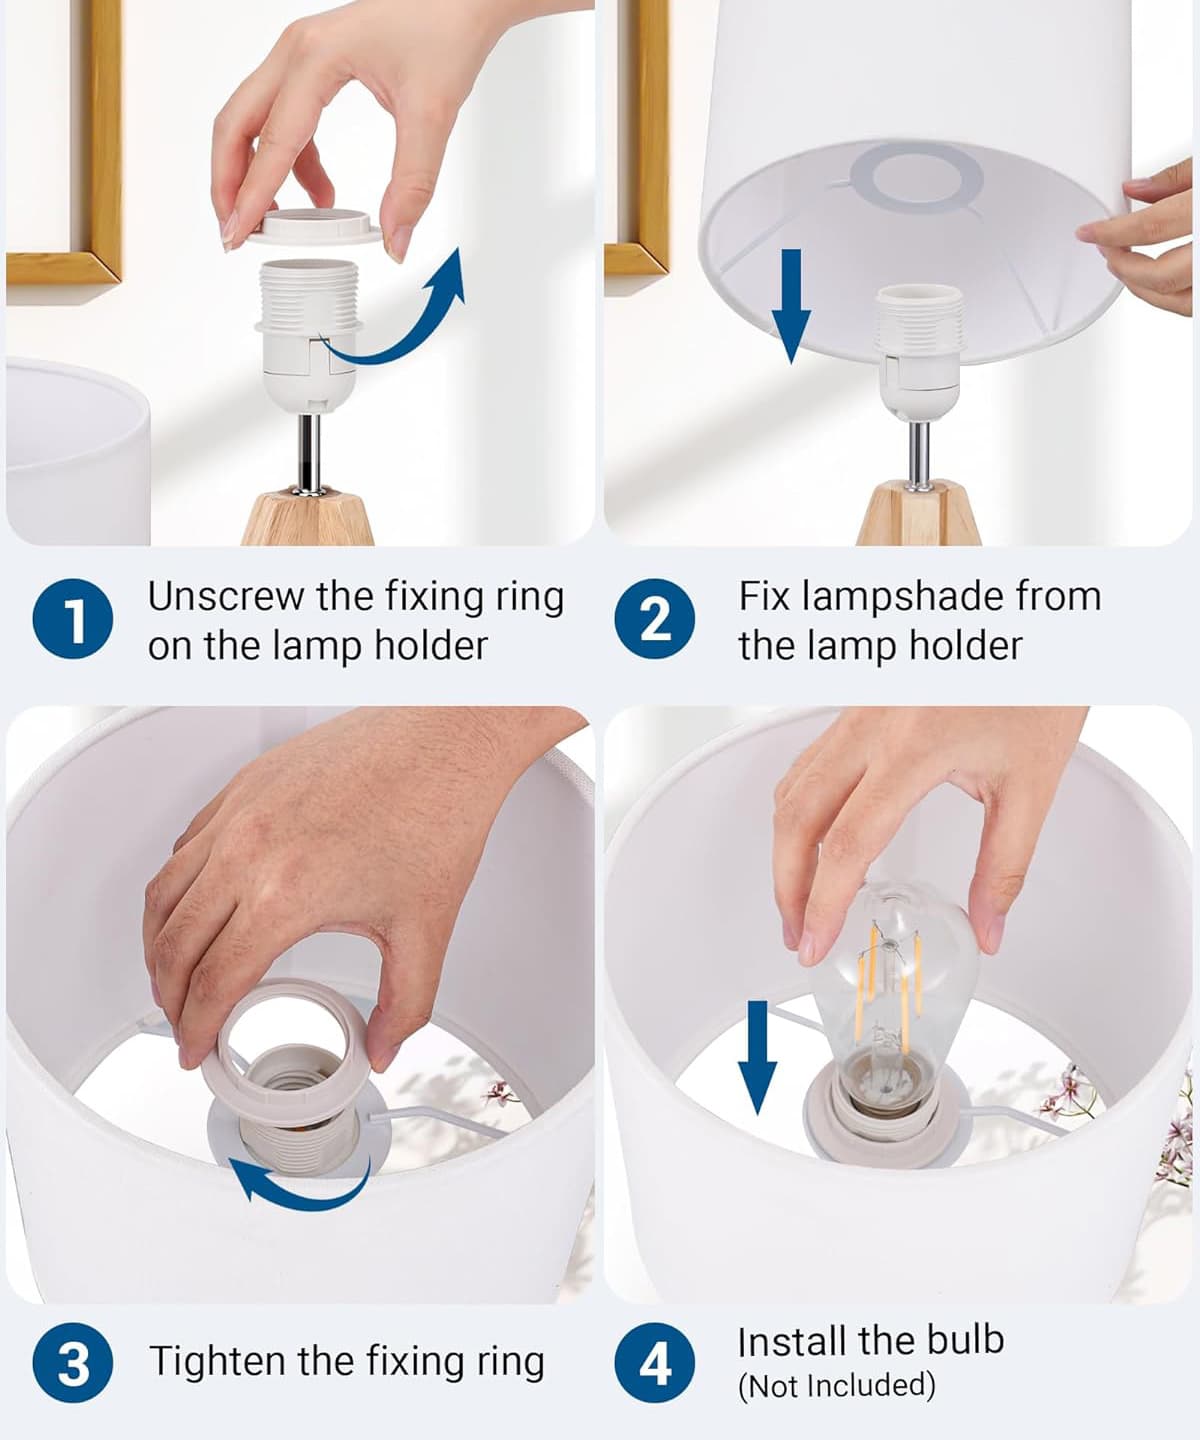 1
Unscrew the fixing ring
on the lamp holder
2
Fix lampshade from
the lamp holder
3
Tighten the fixing ring
4
Install the bulb
(Not Included)